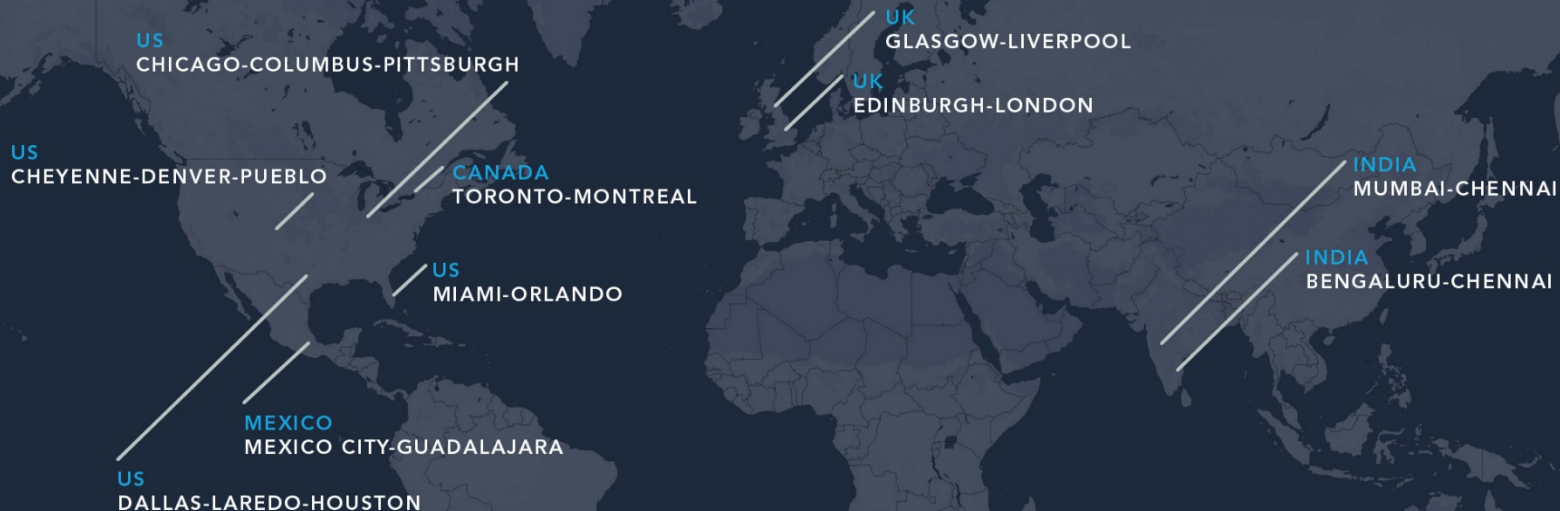 US
CHICAGO-COLUMBUS-PITTSBURGH
US
CHEYENNE-DENVER-PUEBLO
CANADA
TORONTO-MONTREAL
US
MIAMI-ORLANDO
MEXICO
MEXICO CITY-GUADALAJARA
US
DALLAS-LAREDO-HOUSTON
UK
GLASGOW-LIVERPOOL
UK
EDINBURGH-LONDON
INDIA
MUMBAI-CHENNAI
INDIA
BENGALURU-CHENNAI